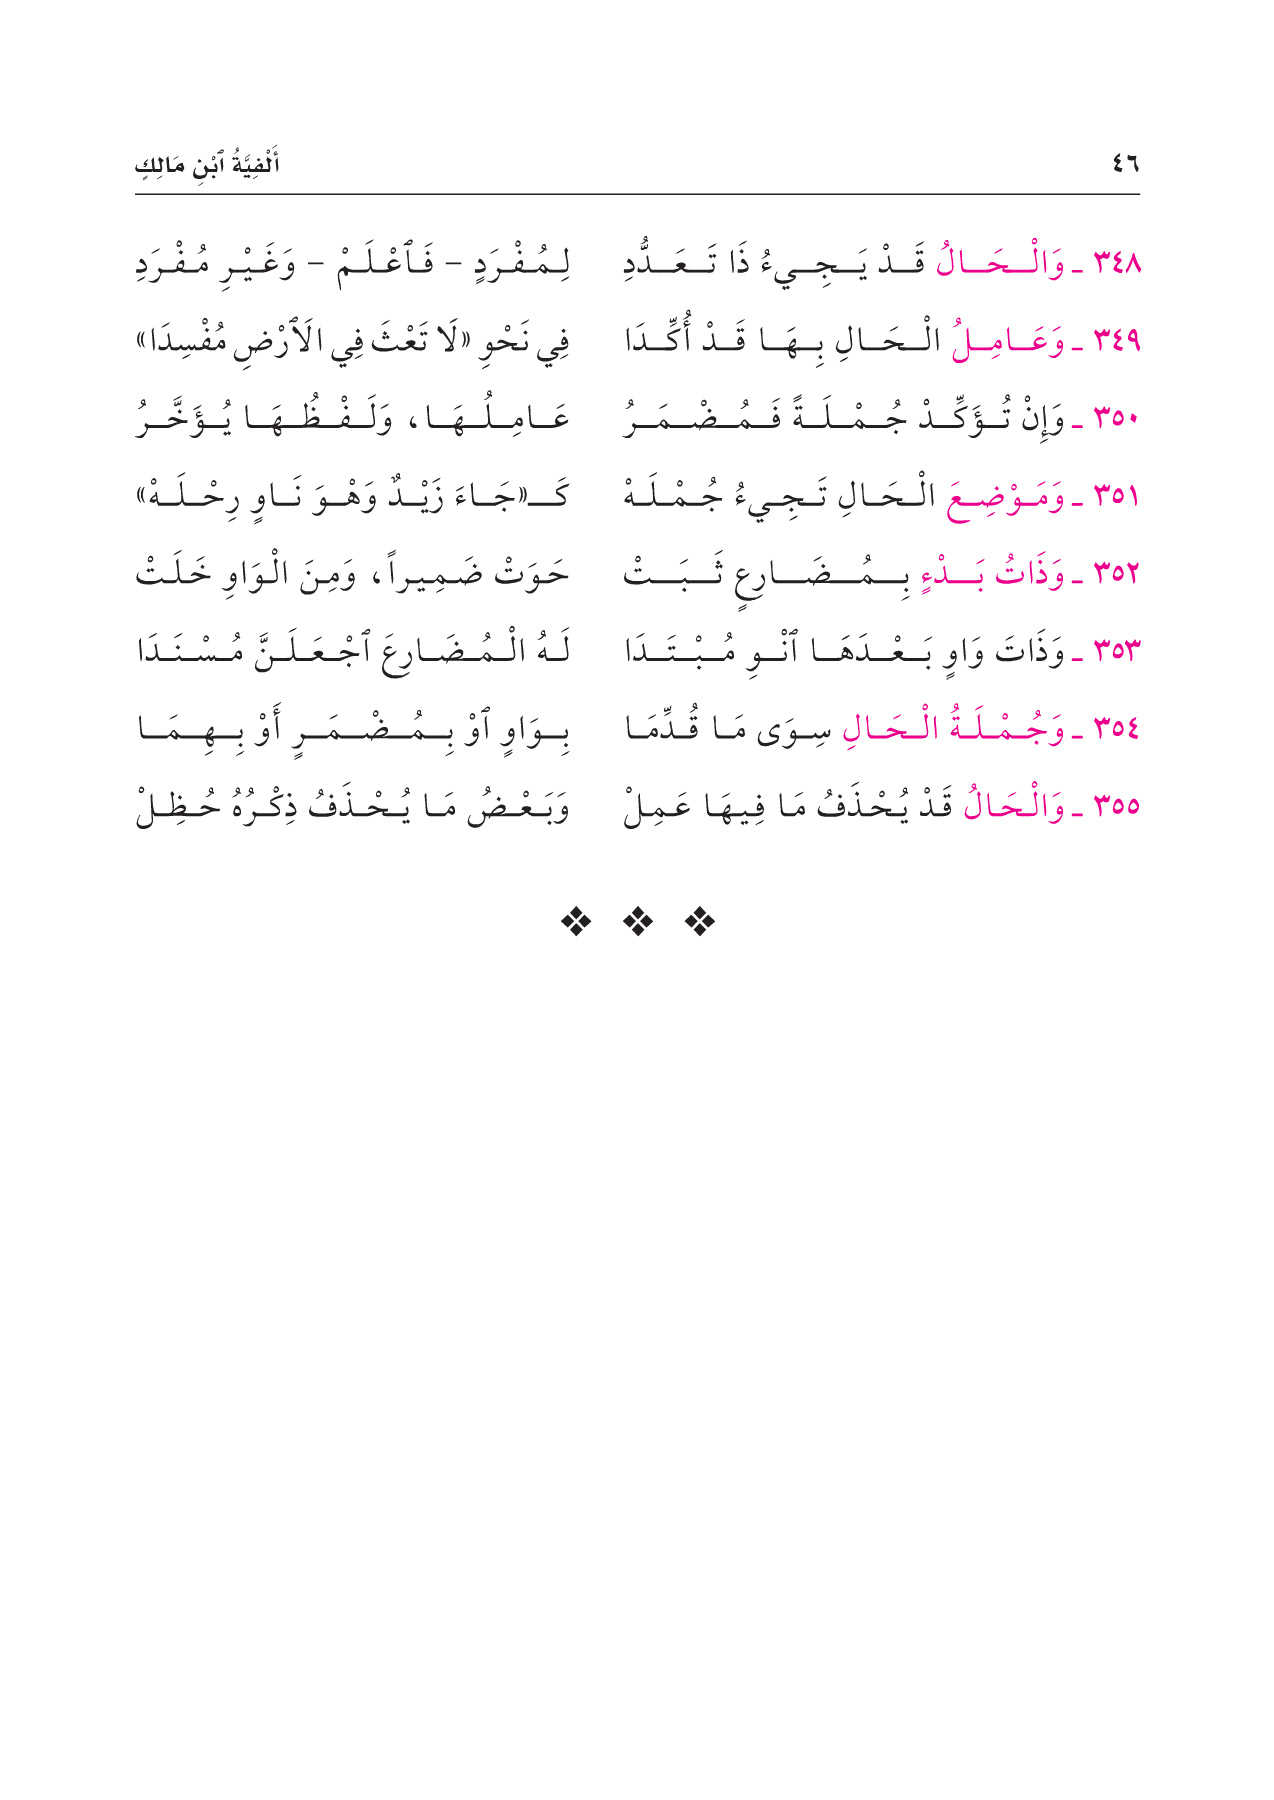 ٤٦ أَلْفِيَّةُ ٱبْنِ مَالِكٍ
٣٤٨ ـ وَالْحَالُ قَدْ يَجِيءُ ذَا تَعَدُّدِ لِمُفْرَدٍ – فَٱعْلَمْ – وَغَيْرِ مُفْرَدِ
٣٤٩ ـ وَعَامِلُ الْحَالِ بِهَا قَدْ أُكِّدَا فِي نَحْوِ «لَا تَعْثَ فِي الَٱرْضِ مُفْسِدَا»
٣٥٠ ـ وَإِنْ تُؤَكِّدْ جُمْلَةً فَمُضْمَرُ عَامِلُهَا، وَلَفْظُهَا يُؤَخَّرُ
٣٥١ ـ وَمَوْضِعَ الْحَالِ تَجِيءُ جُمْلَهْ كَـ«جَاءَ زَيْدٌ وَهْوَ نَاوٍ رِحْلَهْ»
٣٥٢ ـ وَذَاتُ بَدْءٍ بِمُضَارِعٍ ثَبَتْ حَوَتْ ضَمِيراً، وَمِنَ الْوَاوِ خَلَتْ
٣٥٣ ـ وَذَاتَ وَاوٍ بَعْدَهَا ٱنْوِ مُبْتَدَا لَهُ الْمُضَارِعَ ٱجْعَلَنَّ مُسْنَدَا
٣٥٤ ـ وَجُمْلَةُ الْحَالِ سِوَى مَا قُدِّمَا بِوَاوٍ ٱوْ بِمُضْمَرٍ أَوْ بِهِمَا
٣٥٥ ـ وَالْحَالُ قَدْ يُحْذَفُ مَا فِيهَا عَمِلْ وَبَعْضُ مَا يُحْذَفُ ذِكْرُهُ حُظِلْ